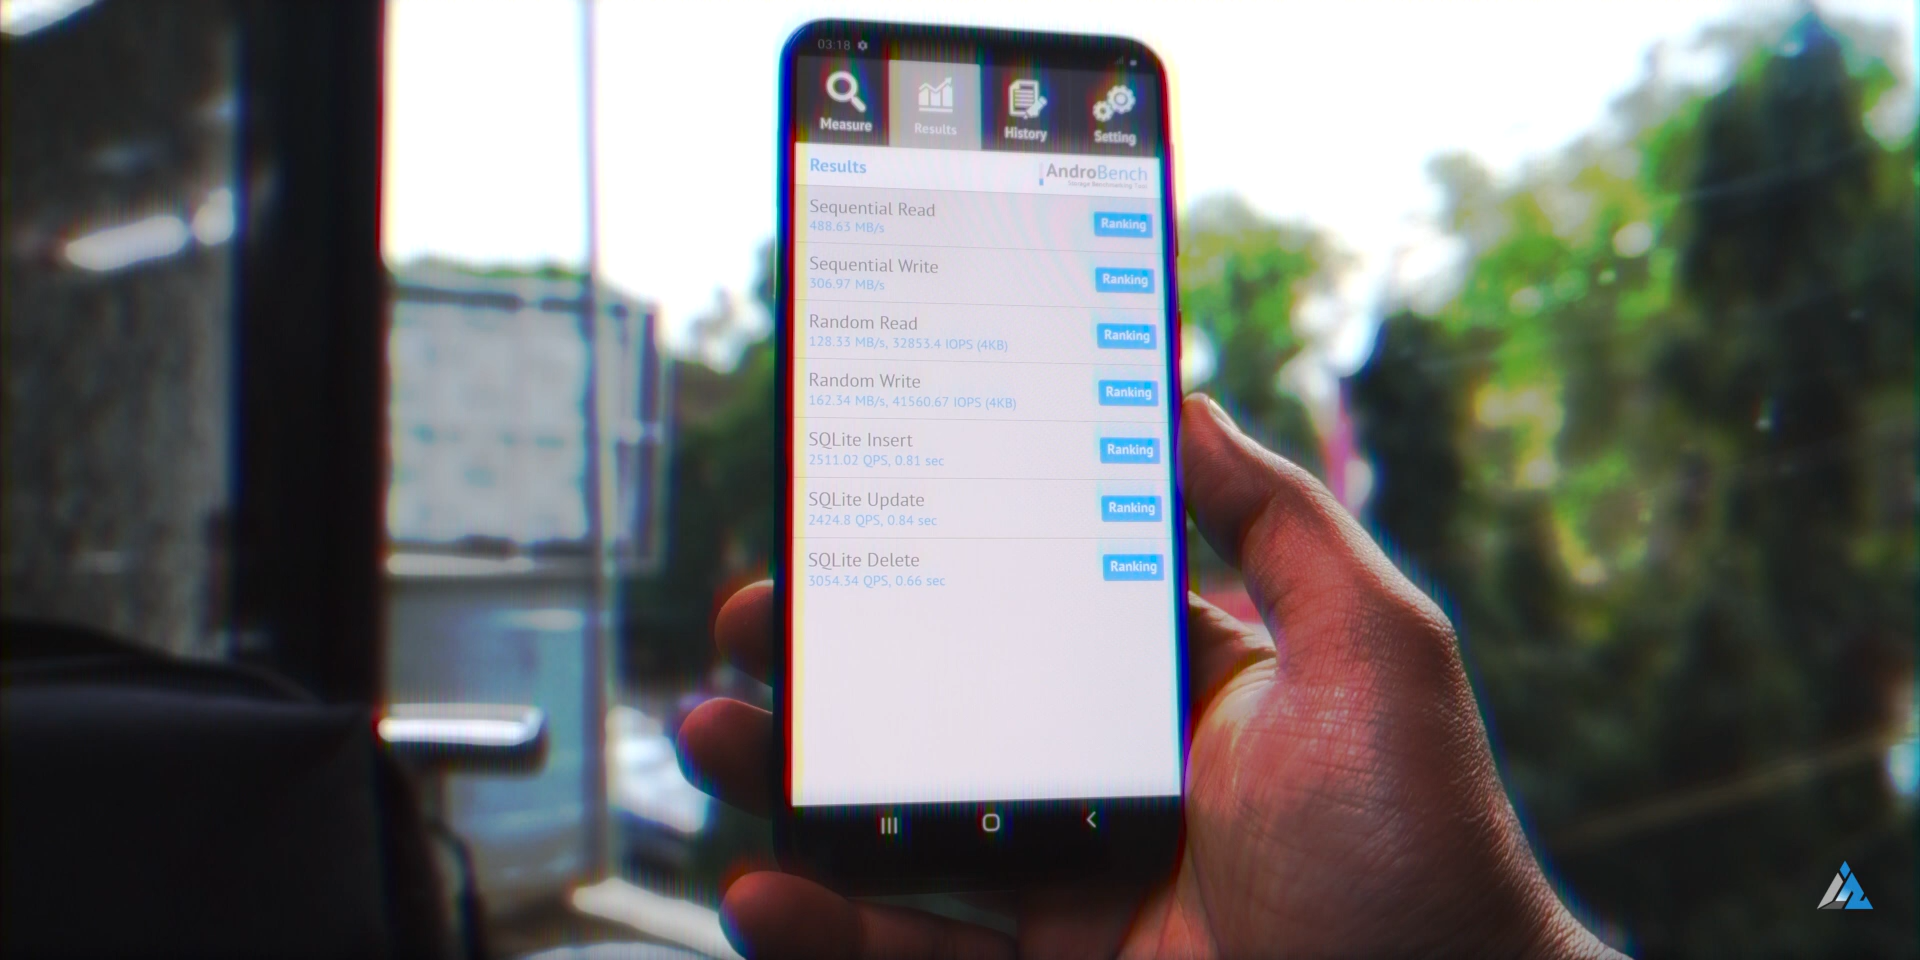 03:18
Measure
Results
History
Setting
Results
AndroBench
Storage Benchmarking Tool
Sequential Read
488.63 MB/s
Ranking
Sequential Write
306.97 MB/s
Ranking
Random Read
128.33 MB/s, 32853.4 IOPS (4KB)
Ranking
Random Write
162.34 MB/s, 41560.67 IOPS (4KB)
Ranking
SQLite Insert
2511.02 QPS, 0.81 sec
Ranking
SQLite Update
2424.8 QPS, 0.84 sec
Ranking
SQLite Delete
3054.34 QPS, 0.66 sec
Ranking